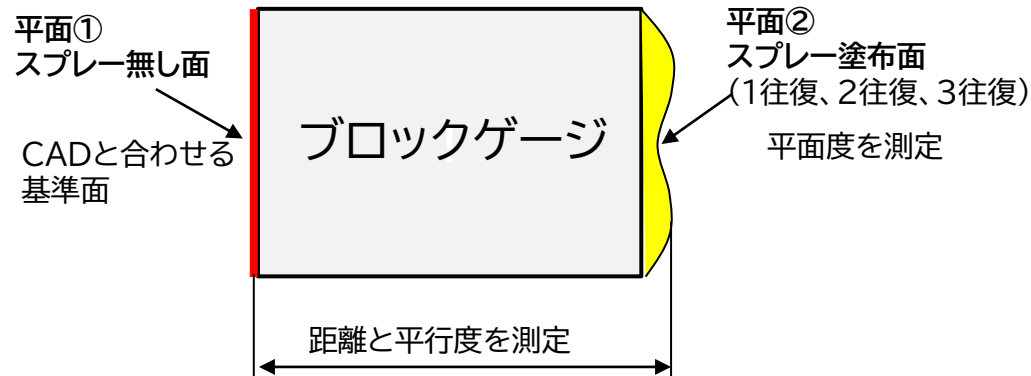 平面①
スプレー無し面
CADと合わせる
基準面
ブロックゲージ
平面②
スプレー塗布面
(1往復、2往復、3往復)
平面度を測定
距離と平行度を測定